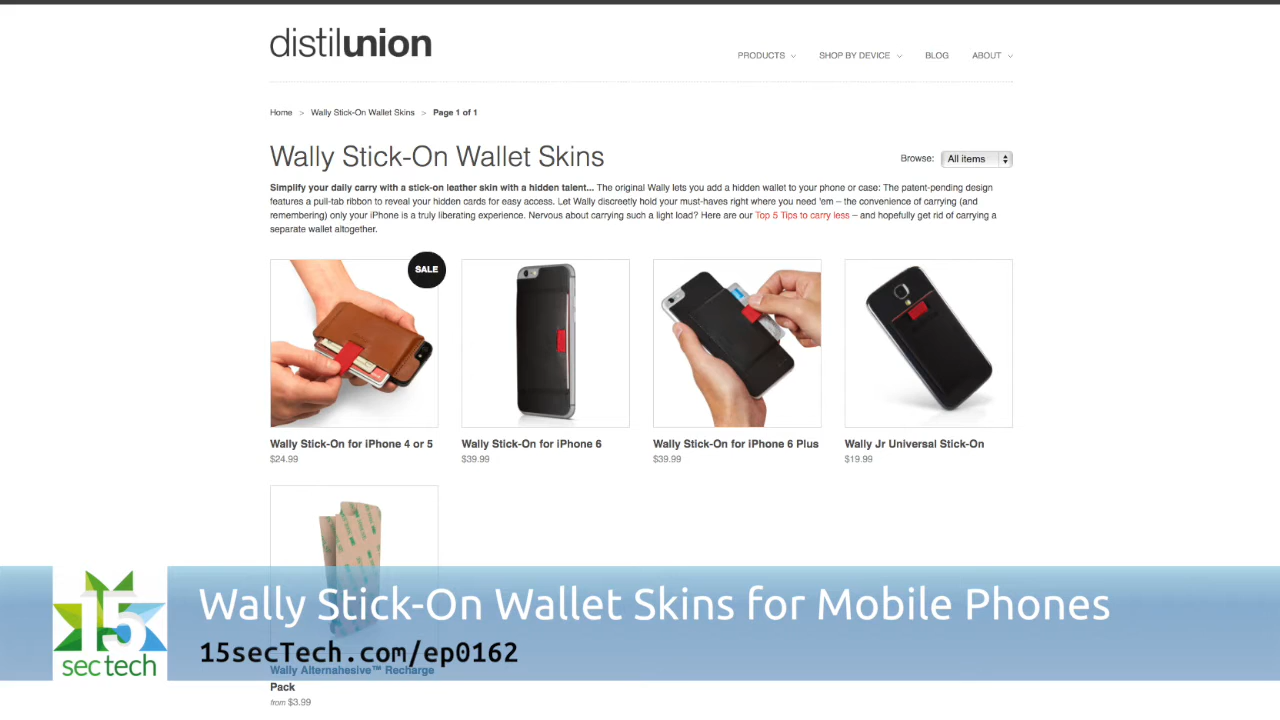 distilunion
PRODUCTS
SHOP BY DEVICE
BLOG
ABOUT
Home > Wally Stick-On Wallet Skins > Page 1 of 1
Wally Stick-On Wallet Skins
Browse: All items
Simplify your daily carry with a stick-on leather skin with a hidden talent... The original Wally lets you add a hidden wallet to your phone or case: The patent-pending design
features a pull-tab ribbon to reveal your hidden cards for easy access. Let Wally discreetly hold your must-haves right where you need 'em – the convenience of carrying (and
remembering) only your iPhone is a truly liberating experience. Nervous about carrying such a light load? Here are our Top 5 Tips to carry less – and hopefully get rid of carrying a
separate wallet altogether.
SALE
Wally Stick-On for iPhone 4 or 5
$24.99
Wally Stick-On for iPhone 6
$39.99
Wally Stick-On for iPhone 6 Plus
$39.99
Wally Jr Universal Stick-On
$19.99
15
sec tech
Wally Stick-On Wallet Skins for Mobile Phones
15secTech.com/ep0162
Wally Alternahesive™ Recharge
Pack
from $3.99